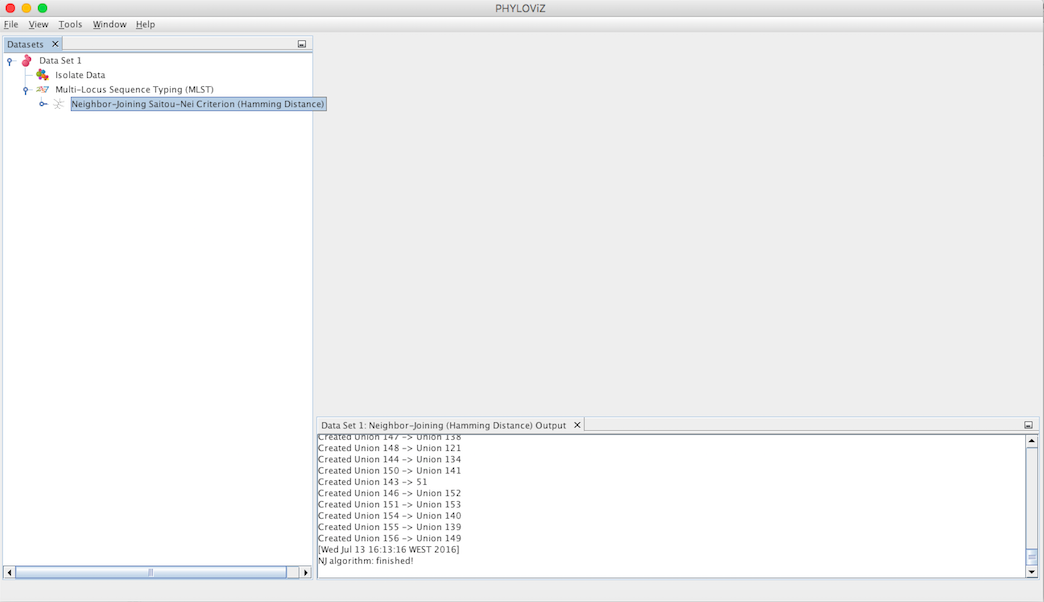 PHYLOViZ
File View Tools Window Help
Datasets
Data Set 1
Isolate Data
Multi-Locus Sequence Typing (MLST)
Neighbor-Joining Saitou-Nei Criterion (Hamming Distance)
Data Set 1: Neighbor-Joining (Hamming Distance) Output
Created Union 147 -> Union 138
Created Union 148 -> Union 121
Created Union 144 -> Union 134
Created Union 150 -> Union 141
Created Union 143 -> 51
Created Union 146 -> Union 152
Created Union 151 -> Union 153
Created Union 154 -> Union 140
Created Union 155 -> Union 139
Created Union 156 -> Union 149
[Wed Jul 13 16:13:16 WEST 2016]
NJ algorithm: finished!